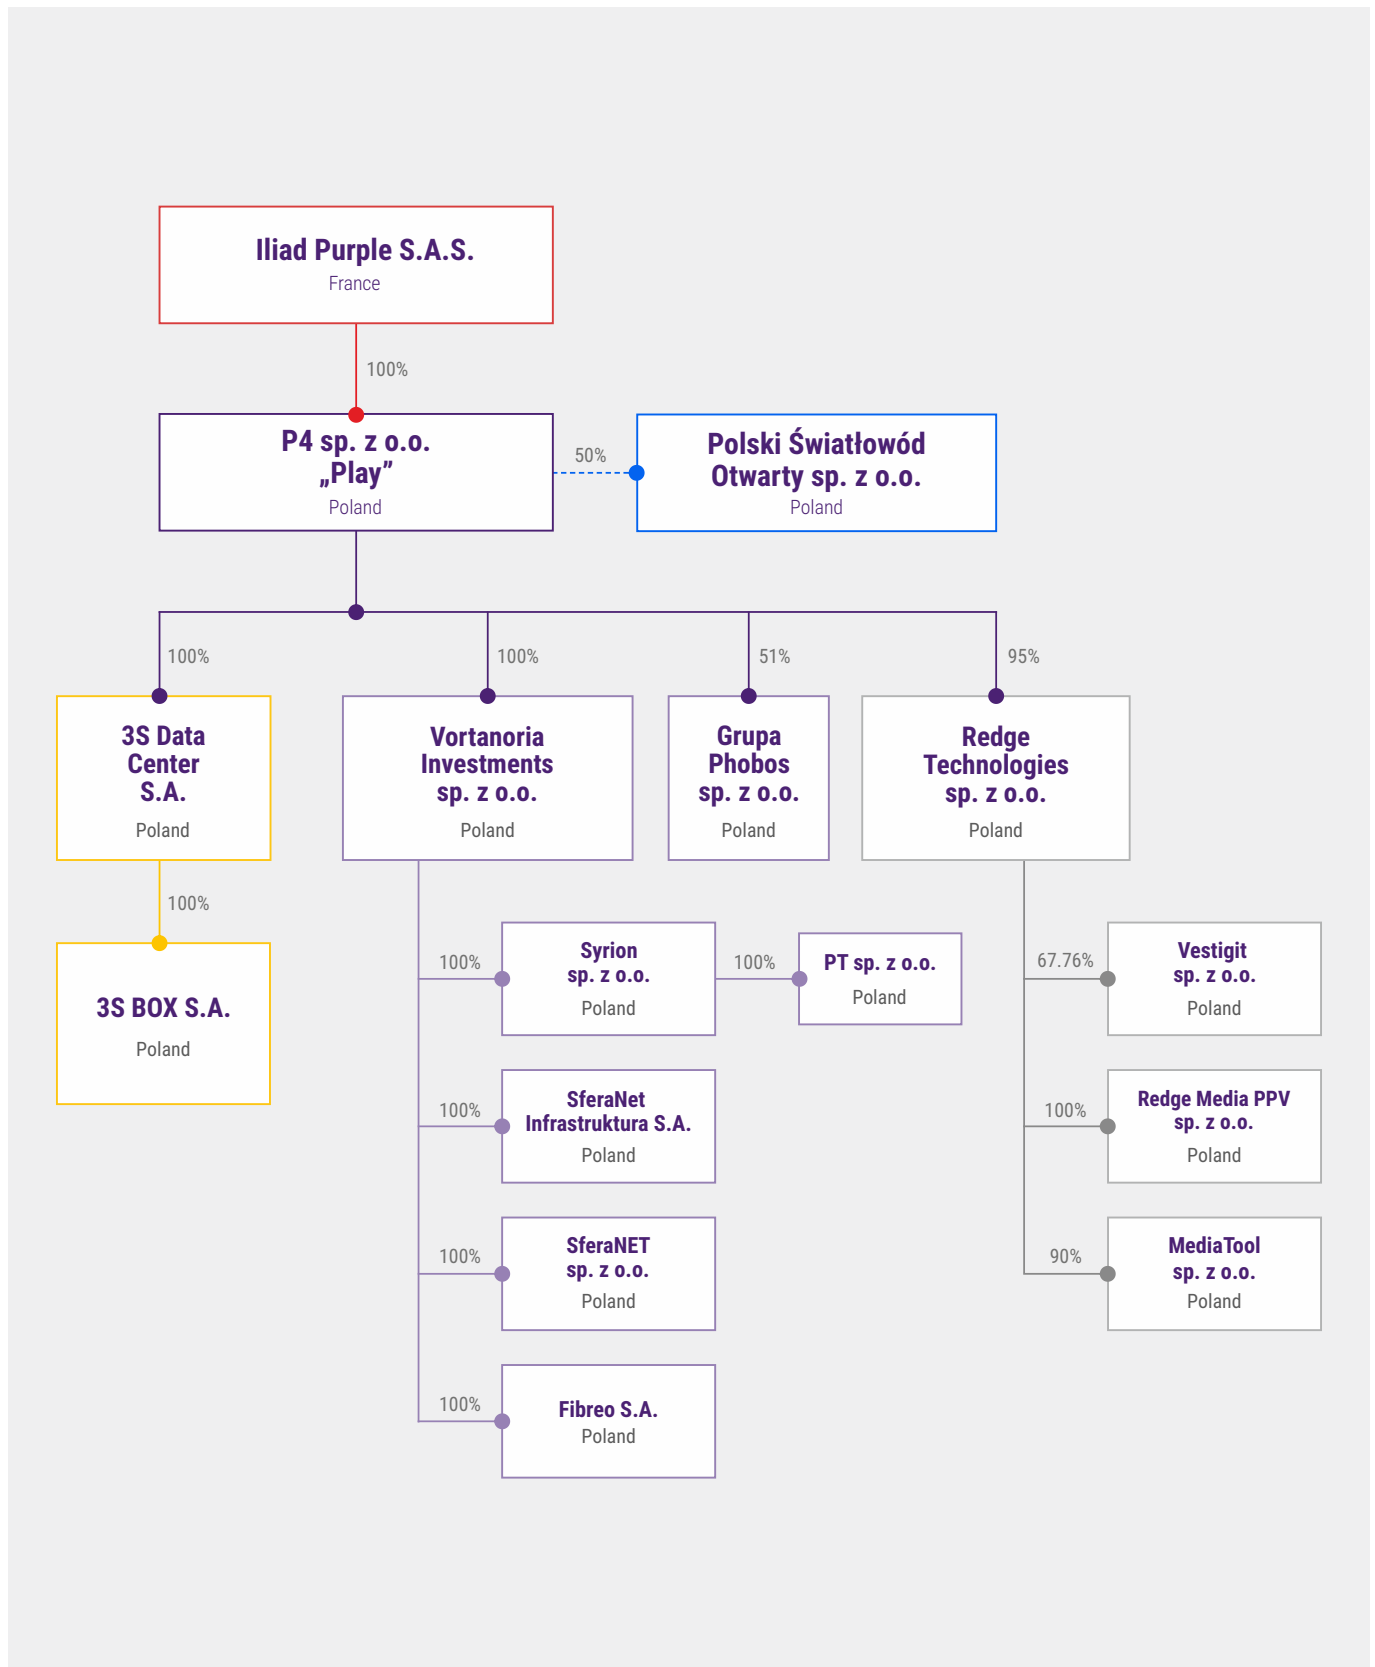 Iliad Purple S.A.S.
France
100%
P4 sp. z o.o.
„Play”
Poland
50%
Polski Światłowód
Otwarty sp. z o.o.
Poland
100%
100%
51%
95%
3S Data
Center
S.A.
Poland
Vortanoria
Investments
sp. z o.o.
Poland
Grupa
Phobos
sp. z o.o.
Poland
Redge
Technologies
sp. z o.o.
Poland
100%
3S BOX S.A.
Poland
100%
Syrion
sp. z o.o.
Poland
100%
PT sp. z o.o.
Poland
100%
SferaNet
Infrastruktura S.A.
Poland
100%
SferaNET
sp. z o.o.
Poland
100%
Fibreo S.A.
Poland
67.76%
Vestigit
sp. z o.o.
Poland
100%
Redge Media PPV
sp. z o.o.
Poland
90%
MediaTool
sp. z o.o.
Poland